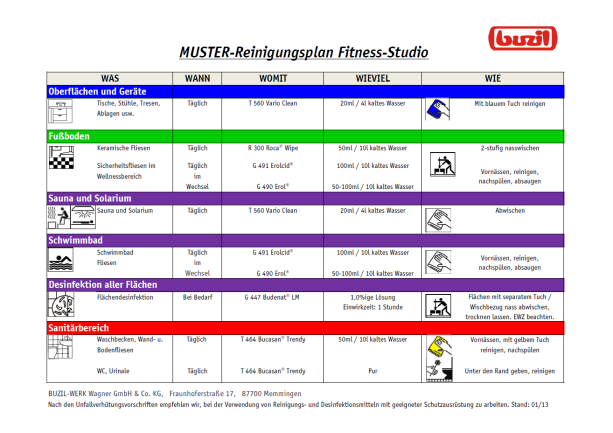 buzil
MUSTER-Reinigungsplan Fitness-Studio
WAS WANN WOMIT WIEVIEL WIE
Oberflächen und Geräte
Tische, Stühle, Tresen, Ablagen usw. Täglich T 560 Vario Clean 20ml / 4l kaltes Wasser Mit blauem Tuch reinigen
Fußboden
Keramische Fliesen Täglich R 300 Roca® Wipe 50ml / 10l kaltes Wasser 2-stufig nasswischen
Sicherheitsfliesen im Wellnessbereich Täglich im Wechsel G 491 Erolcid® 100ml / 10l kaltes Wasser Vornässen, reinigen, nachspülen, absaugen
G 490 Erol® 50-100ml / 10l kaltes Wasser
Sauna und Solarium
Sauna und Solarium Täglich T 560 Vario Clean 20ml / 4l kaltes Wasser Abwischen
Schwimmbad
Schwimmbad Fliesen Täglich im Wechsel G 491 Erolcid® 100ml / 10l kaltes Wasser Vornässen, reinigen, nachspülen, absaugen
G 490 Erol® 50-100ml / 10l kaltes Wasser
Desinfektion aller Flächen
Flächendesinfektion Bei Bedarf G 447 Budenat® LM 1,0%ige Lösung Einwirkzeit: 1 Stunde Flächen mit separatem Tuch / Wischbezug nass abwischen, trocknen lassen. EWZ beachten.
Sanitärbereich
Waschbecken, Wand- u. Bodenfliesen Täglich T 464 Bucasan® Trendy 50ml / 10l kaltes Wasser Vornässen, mit gelbem Tuch reinigen, nachspülen
WC, Urinale Täglich T 464 Bucasan® Trendy Pur Unter den Rand geben, reinigen
BUZIL-WERK Wagner GmbH & Co. KG, Fraunhoferstraße 17, 87700 Memmingen
Nach den Unfallverhütungsvorschriften empfehlen wir, bei der Verwendung von Reinigungs- und Desinfektionsmitteln mit geeigneter Schutzausrüstung zu arbeiten. Stand: 01/13